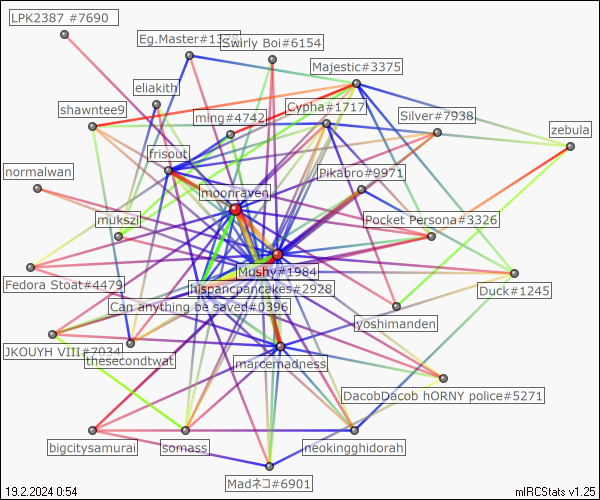 LPK2387 #7690
Eg.Master#13
Swirly Boi#6154
Majestic#3375
eliakith
shawntee9
ming#4742
Cypha#1717
Silver#7938
zebula
frisout
normalwan
moonraven
Pikabro#9971
mukszil
Pocket Persona#3326
Mushy#1984
Fedora Stoat#4479
hispancpancakes#2928
Duck#1245
Can anything be saved#0396
yoshimanden
JKOUYH VIII#7934
thesecondtwat
marcemadness
DacobDacob hORNY police#5271
bigcitysamurai
somass
neokingghidorah
Madネコ#6901
19.2.2024 0:54
mIRCStats v1.25